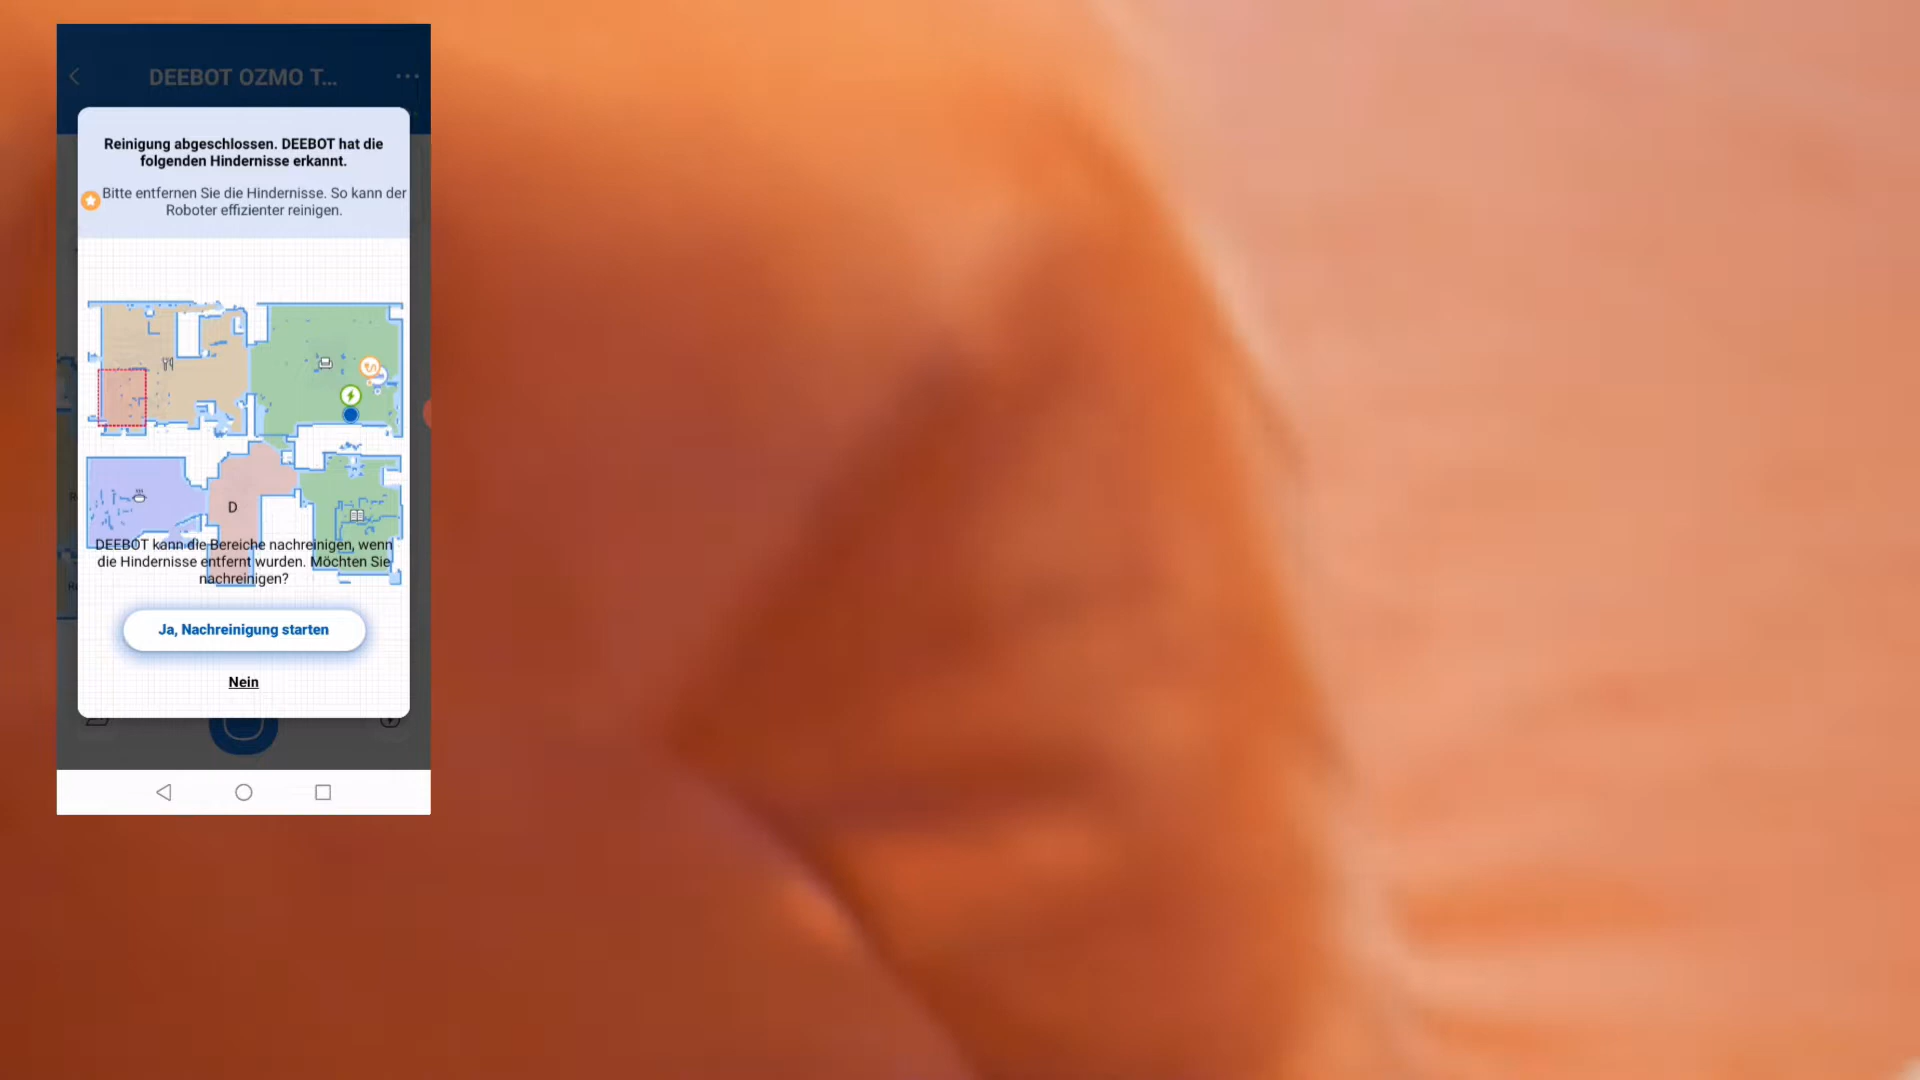 DEEBOT OZMO T...
Reinigung abgeschlossen. DEEBOT hat die
folgenden Hindernisse erkannt.
Bitte entfernen Sie die Hindernisse. So kann der
Roboter effizienter reinigen.
D
DEEBOT kann die Bereiche nachreinigen, wenn
die Hindernisse entfernt wurden. Möchten Sie
nachreinigen?
Ja, Nachreinigung starten
Nein